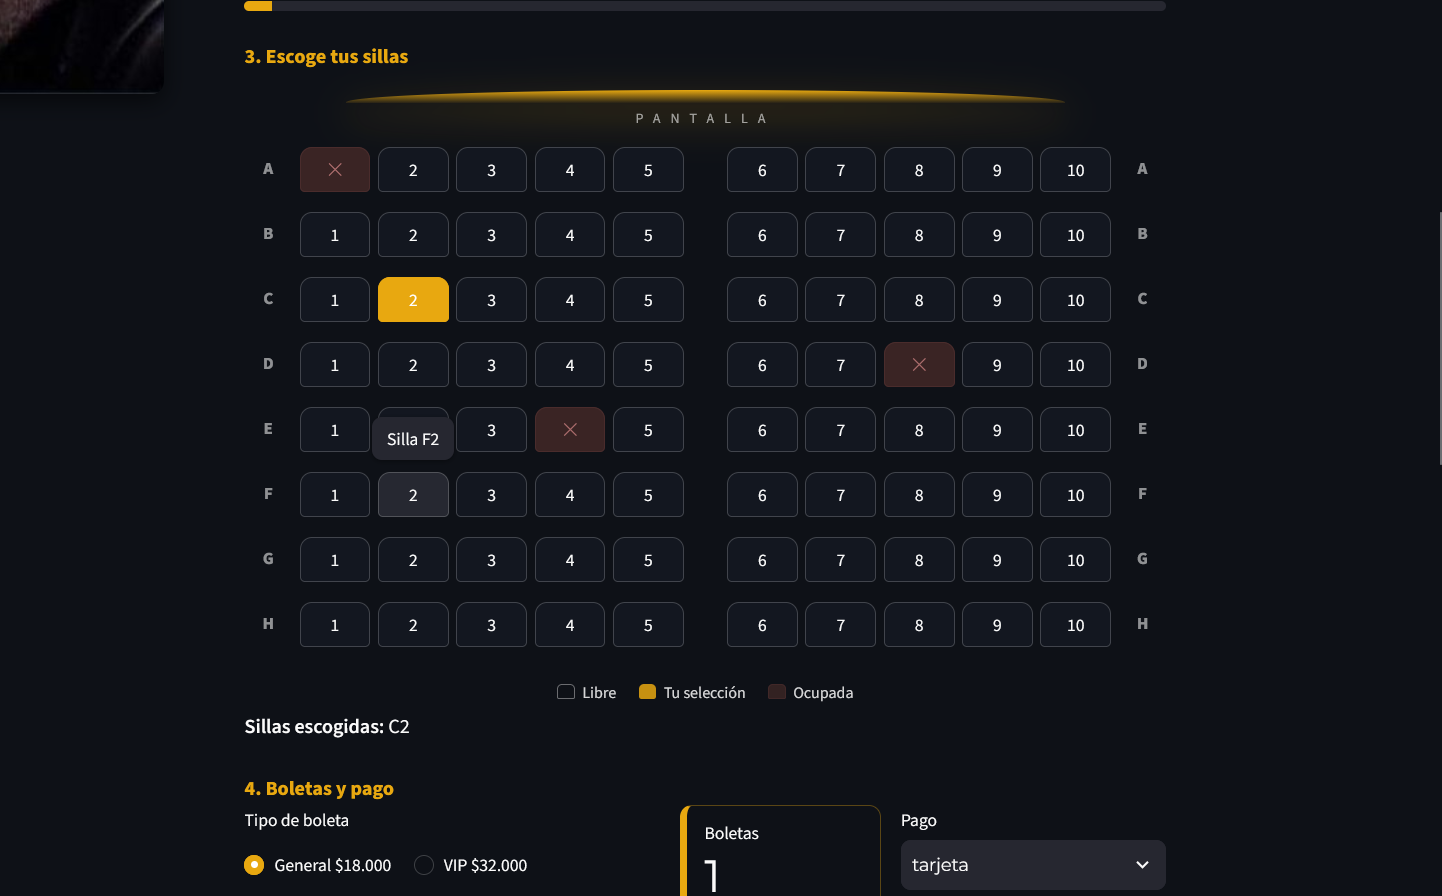 3. Escoge tus sillas
PANTALLA
A 2 3 4 5 6 7 8 9 10 A
B 1 2 3 4 5 6 7 8 9 10 B
C 1 2 3 4 5 6 7 8 9 10 C
D 1 2 3 4 5 6 7 9 10 D
E 1 3 5 6 7 8 9 10 E
Silla F2
F 1 2 3 4 5 6 7 8 9 10 F
G 1 2 3 4 5 6 7 8 9 10 G
H 1 2 3 4 5 6 7 8 9 10 H
Libre Tu selección Ocupada
Sillas escogidas: C2
4. Boletas y pago
Tipo de boleta
General $18.000 VIP $32.000
Boletas
1
Pago
tarjeta